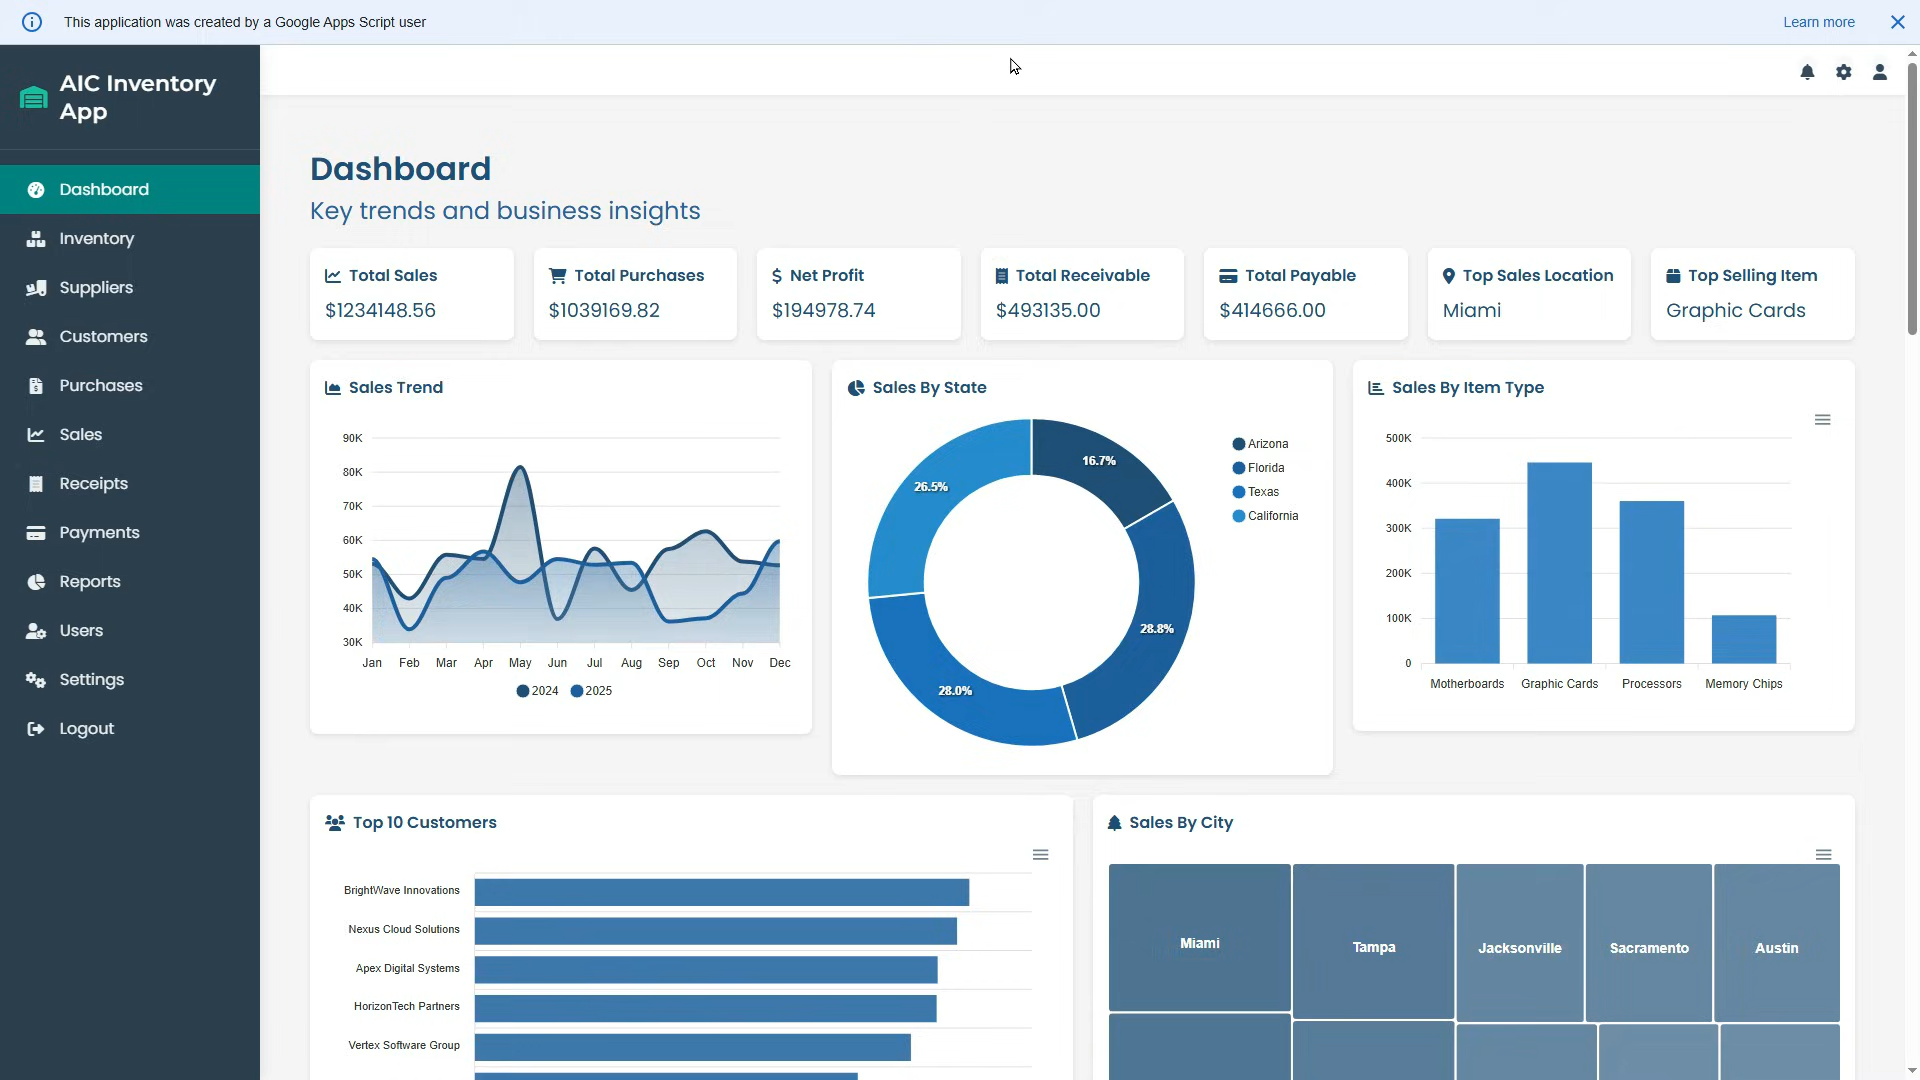 This application was created by a Google Apps Script user
Learn more
AIC Inventory
App
Dashboard
Inventory
Suppliers
Customers
Purchases
Sales
Receipts
Payments
Reports
Users
Settings
Logout
Dashboard
Key trends and business insights
Total Sales
$1234148.56
Total Purchases
$1039169.82
Net Profit
$194978.74
Total Receivable
$493135.00
Total Payable
$414666.00
Top Sales Location
Miami
Top Selling Item
Graphic Cards
Sales Trend
90K
80K
70K
60K
50K
40K
30K
Jan Feb Mar Apr May Jun Jul Aug Sep Oct Nov Dec
2024 2025
Sales By State
16.7%
26.5%
28.8%
28.0%
Arizona
Florida
Texas
California
Sales By Item Type
500K
400K
300K
200K
100K
0
Motherboards Graphic Cards Processors Memory Chips
Top 10 Customers
BrightWave Innovations
Nexus Cloud Solutions
Apex Digital Systems
HorizonTech Partners
Vertex Software Group
Sales By City
Miami Tampa Jacksonville Sacramento Austin